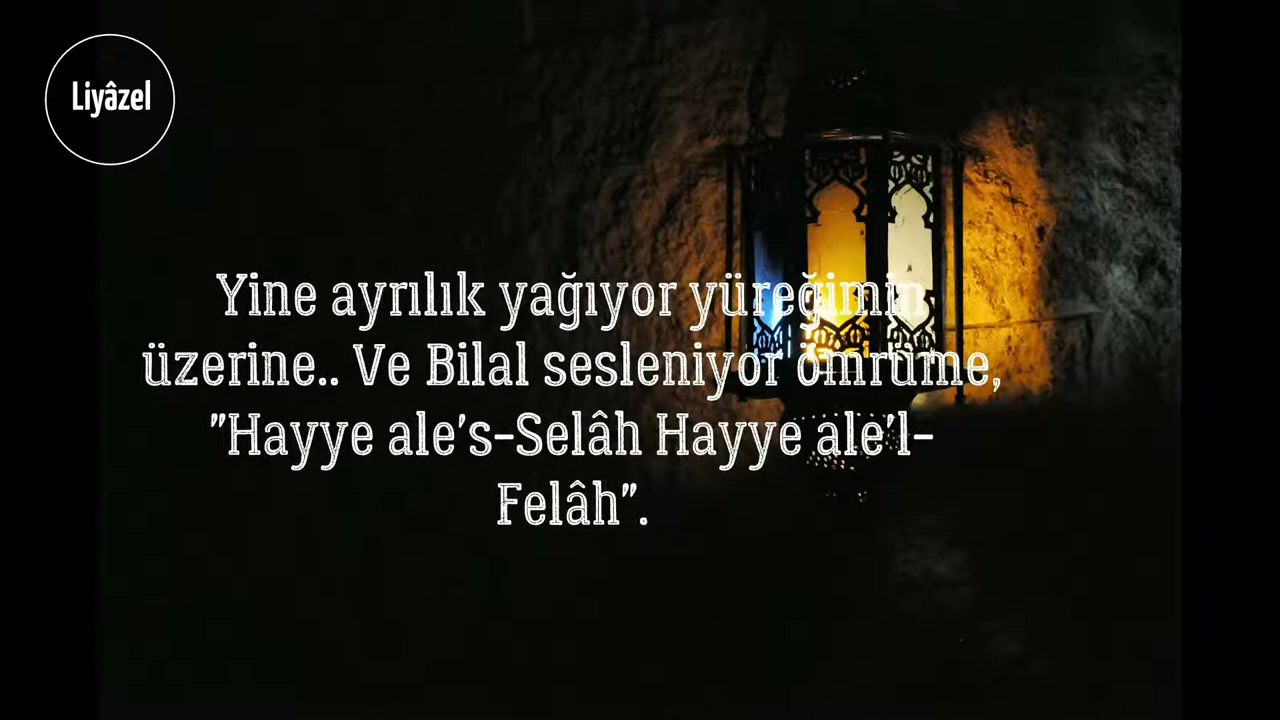 Liyâzel
Yine ayrılık yağıyor yüreğimin
üzerine.. Ve Bilal sesleniyor ömrüme,
"Hayye ale's-Selâh Hayye ale'l-
Felâh".